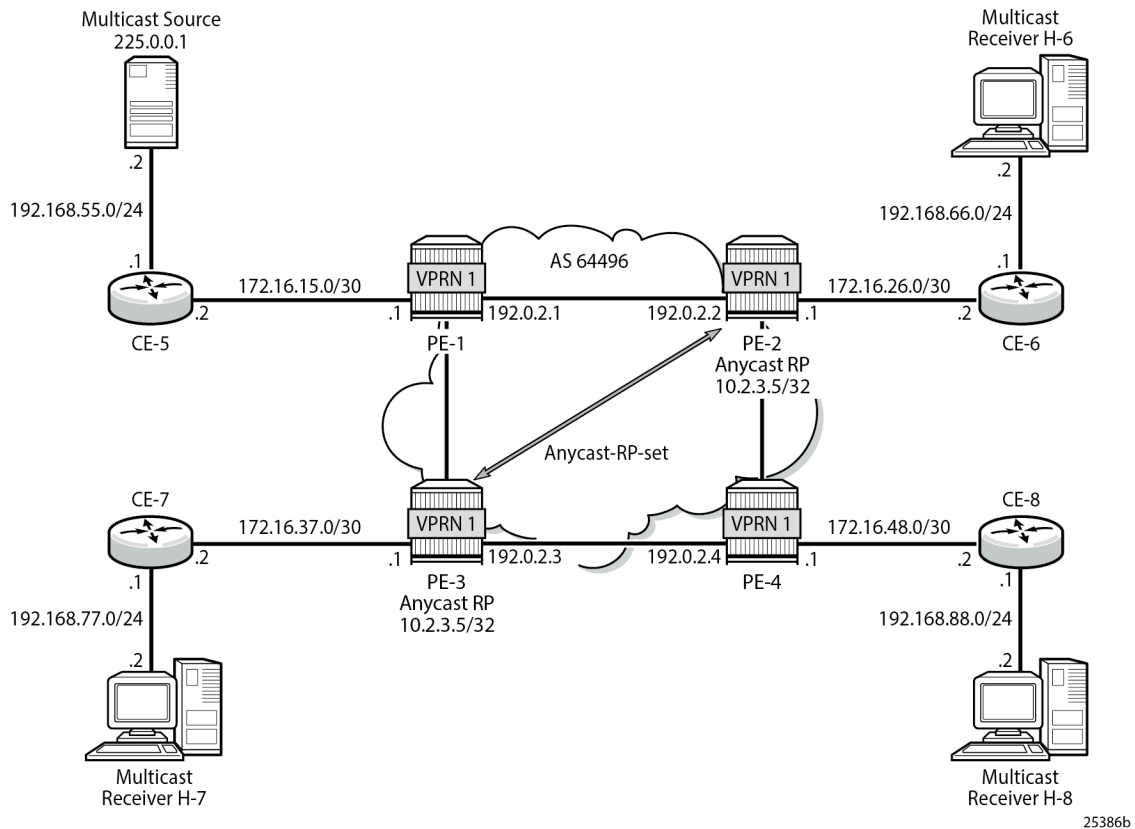 Multicast Source
225.0.0.1
Multicast
Receiver H-6
.2
.2
192.168.55.0/24
192.168.66.0/24
.1
.1
AS 64496
VPRN 1
VPRN 1
172.16.15.0/30
172.16.26.0/30
.2
.1
192.0.2.1
192.0.2.2
.1
.2
CE-5
PE-1
PE-2
CE-6
Anycast RP
10.2.3.5/32
Anycast-RP-set
CE-7
CE-8
172.16.37.0/30
VPRN 1
VPRN 1
172.16.48.0/30
.2
.1
192.0.2.3
192.0.2.4
.1
.2
.1
.1
PE-3
PE-4
Anycast RP
10.2.3.5/32
192.168.77.0/24
192.168.88.0/24
.2
.2
Multicast
Receiver H-7
Multicast
Receiver H-8
25386b